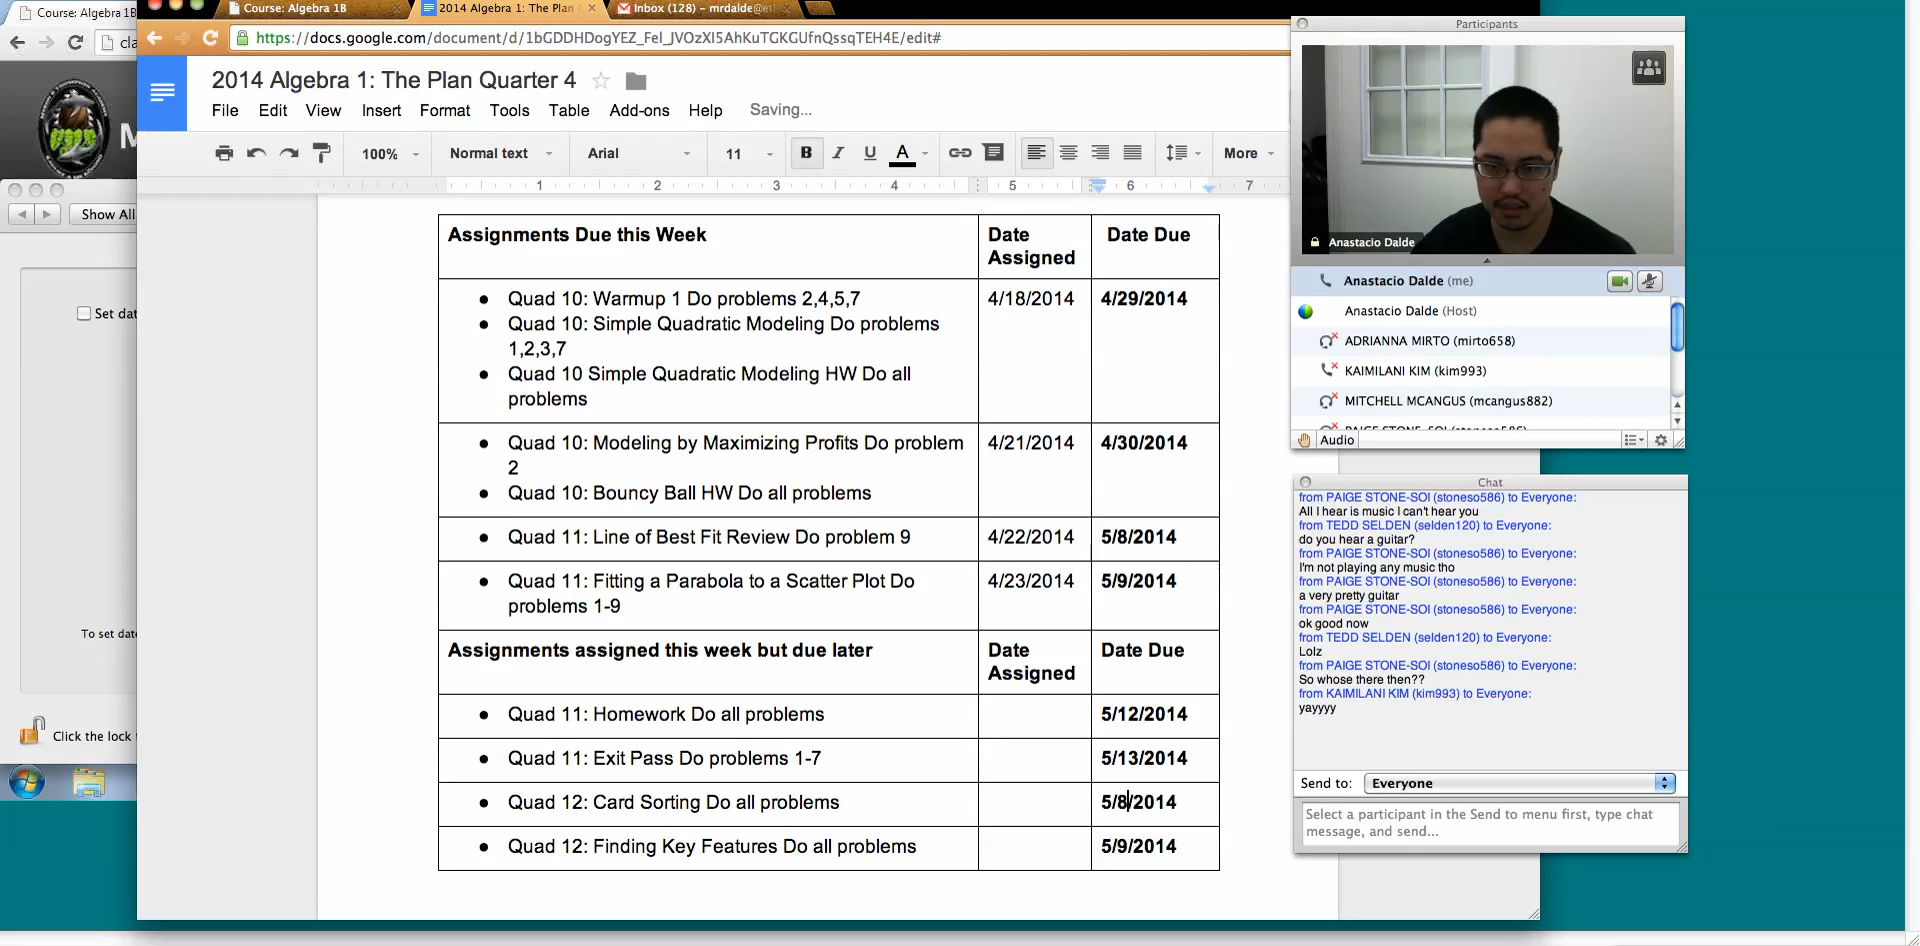 Course: Algebra 1B
Course: Algebra 1B
2014 Algebra 1: The Plan
Inbox (128) – mrdalde@
https://docs.google.com/document/d/1bGDDHDogYEZ_Fel_JVOzXI5AhKuTGKGUfnQssqTEH4E/edit#
2014 Algebra 1: The Plan Quarter 4
File Edit View Insert Format Tools Table Add-ons Help Saving...
100% Normal text Arial 11 B I U A More
1 2 3 4 5 6 7
Show All
Set dat
To set date
Click the lock
Assignments Due this Week
Date Assigned
Date Due
Quad 10: Warmup 1 Do problems 2,4,5,7
Quad 10: Simple Quadratic Modeling Do problems
1,2,3,7
Quad 10 Simple Quadratic Modeling HW Do all
problems
4/18/2014
4/29/2014
Quad 10: Modeling by Maximizing Profits Do problem
2
Quad 10: Bouncy Ball HW Do all problems
4/21/2014
4/30/2014
Quad 11: Line of Best Fit Review Do problem 9
4/22/2014
5/8/2014
Quad 11: Fitting a Parabola to a Scatter Plot Do
problems 1-9
4/23/2014
5/9/2014
Assignments assigned this week but due later
Date Assigned
Date Due
Quad 11: Homework Do all problems
5/12/2014
Quad 11: Exit Pass Do problems 1-7
5/13/2014
Quad 12: Card Sorting Do all problems
5/8/2014
Quad 12: Finding Key Features Do all problems
5/9/2014
Participants
Anastacio Dalde
Anastacio Dalde (me)
Anastacio Dalde (Host)
ADRIANNA MIRTO (mirto658)
KAIMILANI KIM (kim993)
MITCHELL MCANGUS (mcangus882)
PAIGE STONE-SOI (stoneso586)
Audio
Chat
from PAIGE STONE-SOI (stoneso586) to Everyone:
All I hear is music I can't hear you
from TEDD SELDEN (selden120) to Everyone:
do you hear a guitar?
from PAIGE STONE-SOI (stoneso586) to Everyone:
I'm not playing any music tho
from PAIGE STONE-SOI (stoneso586) to Everyone:
a very pretty guitar
from PAIGE STONE-SOI (stoneso586) to Everyone:
ok good now
from TEDD SELDEN (selden120) to Everyone:
Lolz
from PAIGE STONE-SOI (stoneso586) to Everyone:
So whose there then??
from KAIMILANI KIM (kim993) to Everyone:
yayyyy
Send to: Everyone
Select a participant in the Send to menu first, type chat
message, and send...